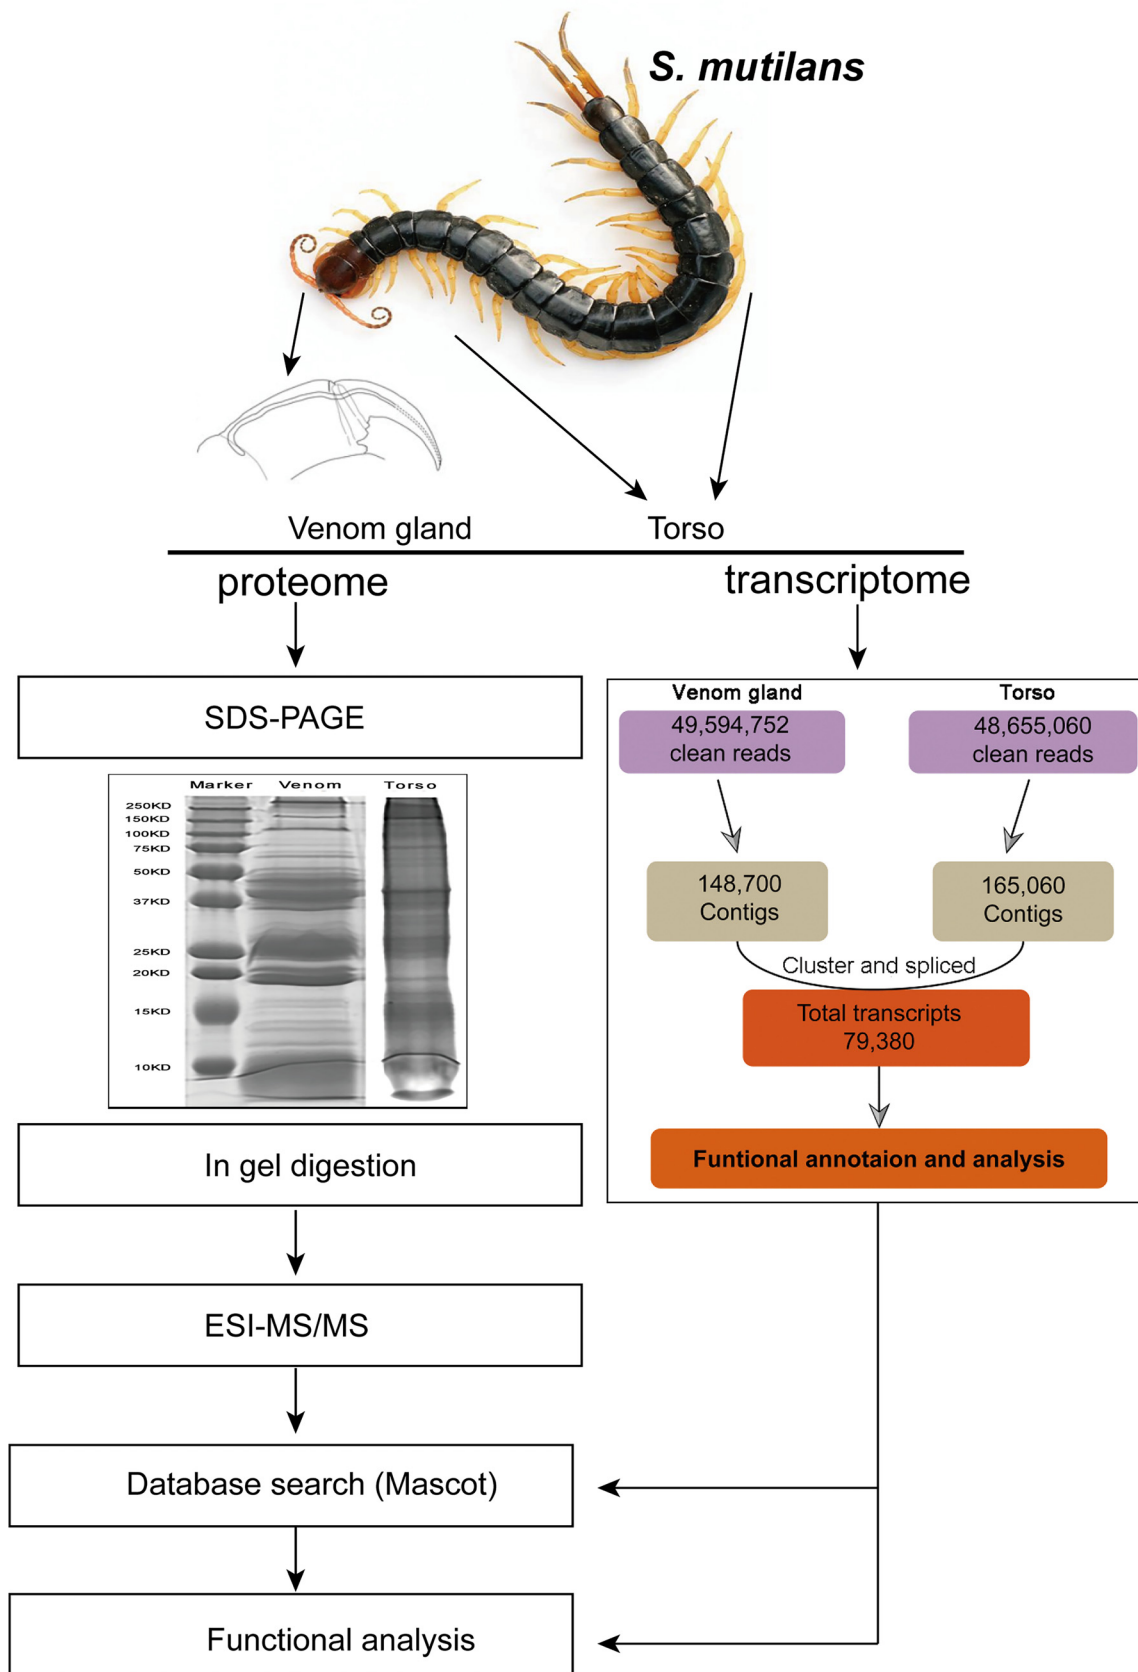 S. mutilans
Venom gland
Torso
proteome
transcriptome
SDS-PAGE
Marker Venom Torso
250KD
150KD
100KD
75KD
50KD
37KD
25KD
20KD
15KD
10KD
In gel digestion
ESI-MS/MS
Database search (Mascot)
Functional analysis
Venom gland
Torso
49,594,752
clean reads
48,655,060
clean reads
148,700
Contigs
165,060
Contigs
Cluster and spliced
Total transcripts
79,380
Funtional annotaion and analysis